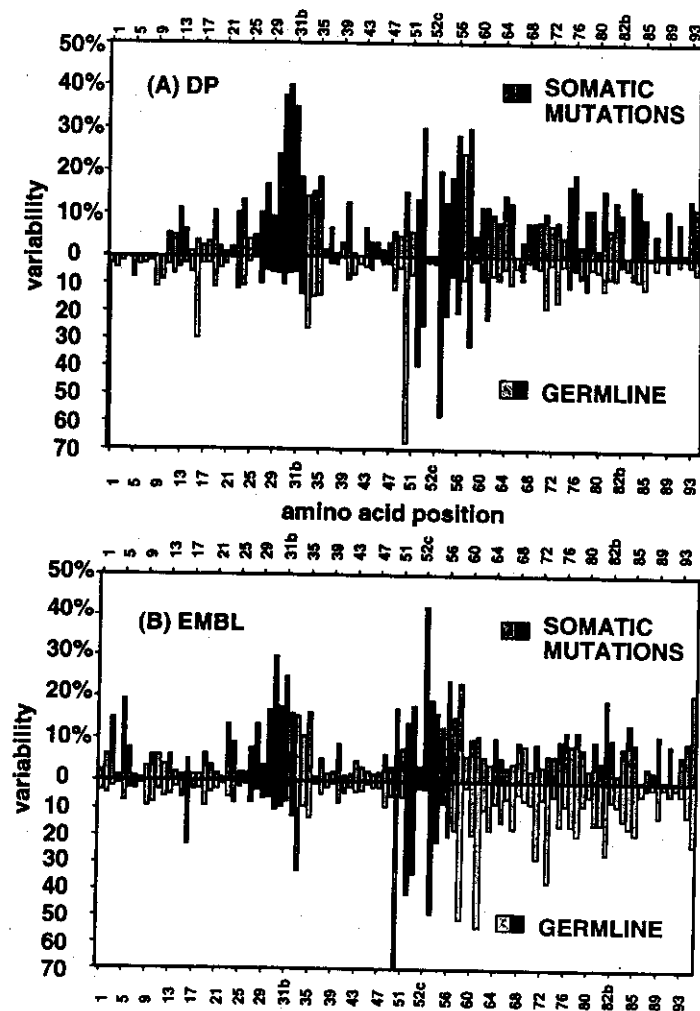 1 5 9 13 17 21 25 29 31b 35 39 43 47 51 52c 56 60 64 68 72 76 80 82b 85 89 93
50%
40%
30%
20%
10%
0
10
20
30
40
50
60
70
variability
(A) DP
SOMATIC
MUTATIONS
GERMLINE
1 5 9 13 17 21 25 29 31b 35 39 43 47 51 52c 56 60 64 68 72 76 80 82b 85 89 93
amino acid position
1 5 9 13 17 21 25 29 31b 35 39 43 47 51 52c 56 60 64 68 72 76 80 82b 85 89 93
50%
40%
30%
20%
10%
0
10
20
30
40
50
60
70
variability
(B) EMBL
SOMATIC
MUTATIONS
GERMLINE
1 5 9 13 17 21 25 29 31b 35 39 43 47 51 52c 56 60 64 68 72 76 80 82b 85 89 93